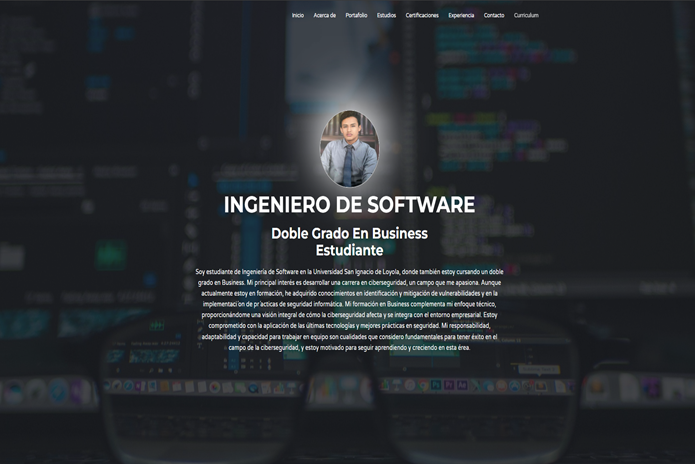 Inicio Acerca de Portafolio Estudios Certificaciones Experiencia Contacto Curriculum
INGENIERO DE SOFTWARE
Doble Grado En Business
Estudiante
Soy estudiante de Ingeniería de Software en la Universidad San Ignacio de Loyola, donde también estoy cursando un doble
grado en Business. Mi principal interés es desarrollar una carrera en ciberseguridad, un campo que me apasiona. Aunque
actualmente estoy en formación, he adquirido conocimientos en identificación y mitigación de vulnerabilidades y en la
implementación de prácticas de seguridad informática. Mi formación en Business complementa mi enfoque técnico,
proporcionándome una visión integral de cómo la ciberseguridad afecta y se integra con el entorno empresarial. Estoy
comprometido con la aplicación de las últimas tecnologías y mejores prácticas en seguridad. Mi responsabilidad,
adaptabilidad y capacidad para trabajar en equipo son cualidades que considero fundamentales para tener éxito en el
campo de la ciberseguridad, y estoy motivado para seguir aprendiendo y creciendo en esta área.